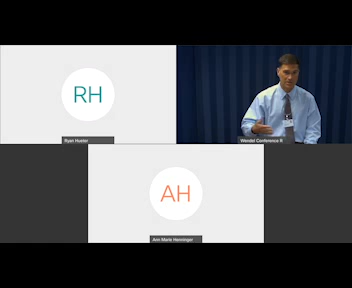 RH
Ryan Hunter
Wendel Conference R
AH
Ann-Marie Henninger